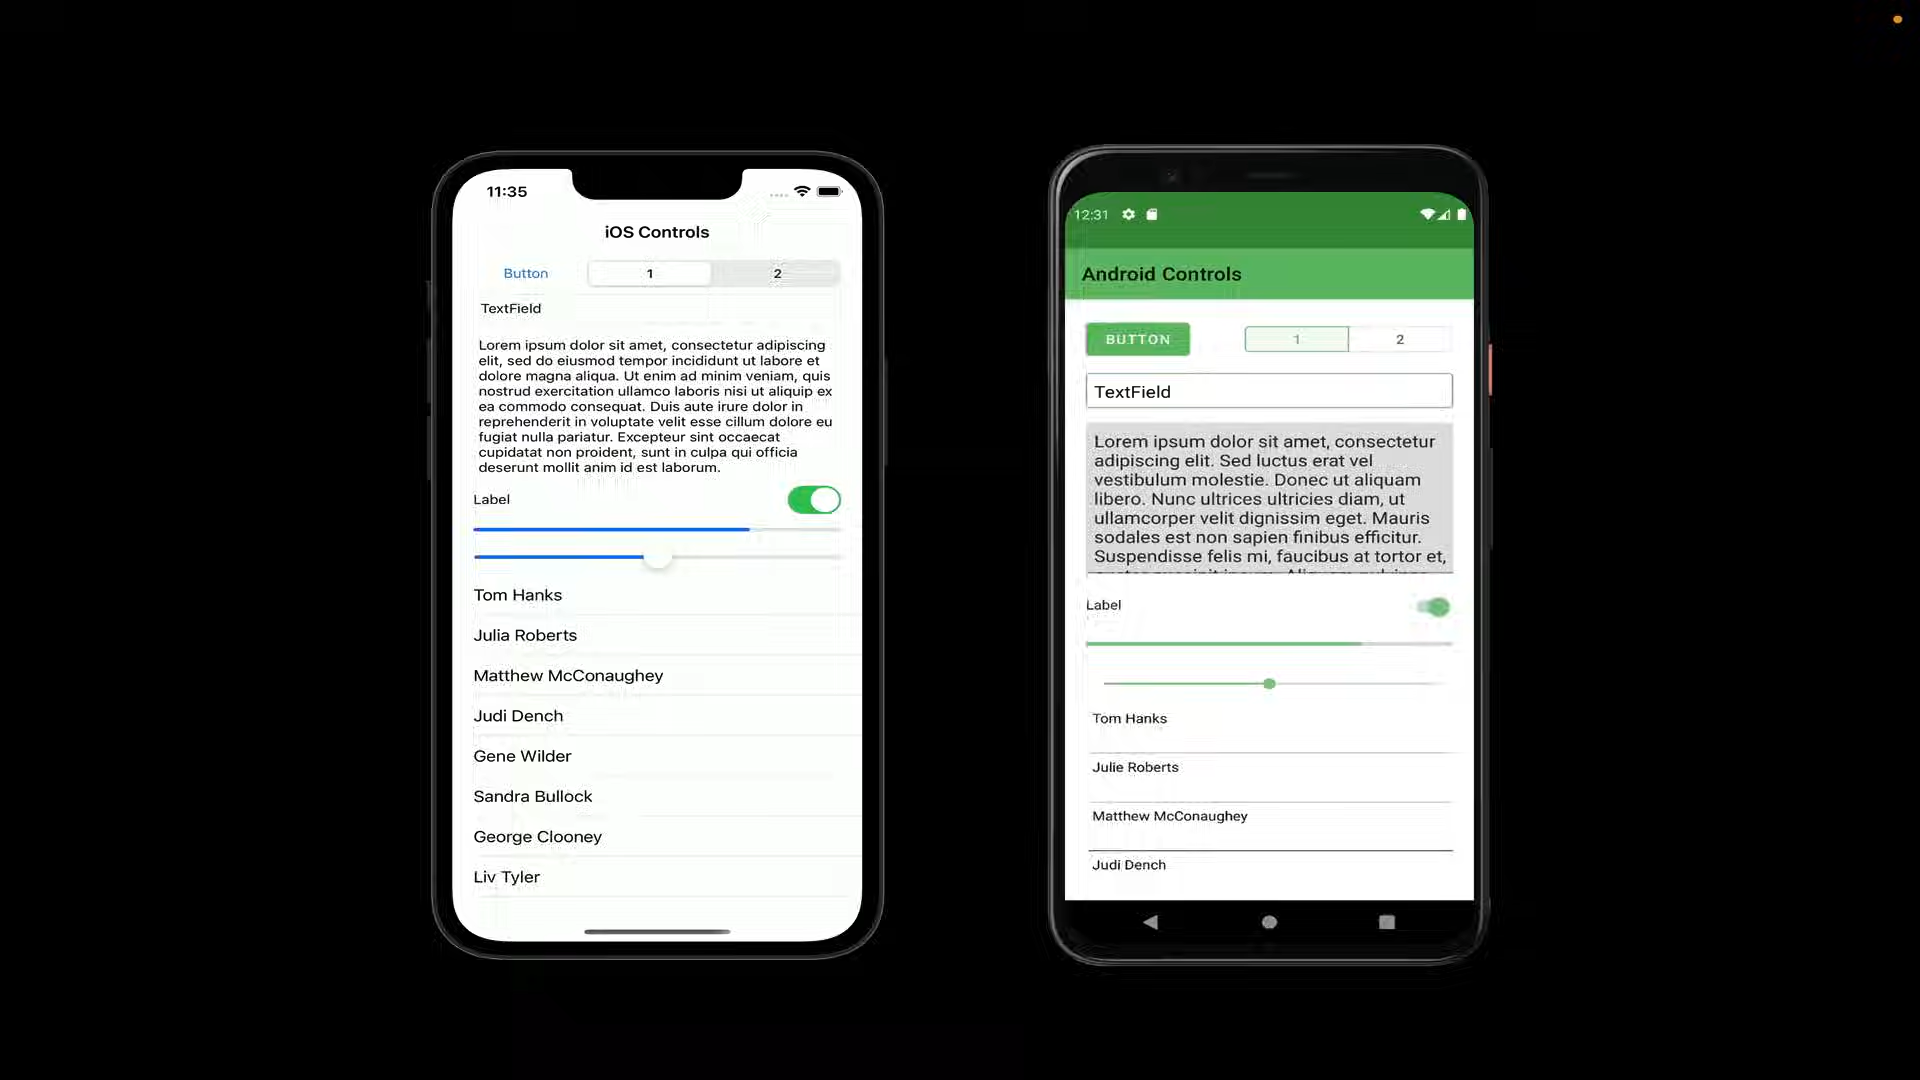 11:35
iOS Controls
Button
1
2
TextField
Lorem ipsum dolor sit amet, consectetur adipiscing
elit, sed do eiusmod tempor incididunt ut labore et
dolore magna aliqua. Ut enim ad minim veniam, quis
nostrud exercitation ullamco laboris nisi ut aliquip ex
ea commodo consequat. Duis aute irure dolor in
reprehenderit in voluptate velit esse cillum dolore eu
fugiat nulla pariatur. Excepteur sint occaecat
cupidatat non proident, sunt in culpa qui officia
deserunt mollit anim id est laborum.
Label
Tom Hanks
Julia Roberts
Matthew McConaughey
Judi Dench
Gene Wilder
Sandra Bullock
George Clooney
Liv Tyler
12:31
Android Controls
BUTTON
1
2
TextField
Lorem ipsum dolor sit amet, consectetur
adipiscing elit. Sed luctus erat vel
vestibulum molestie. Donec ut aliquam
libero. Nunc ultrices ultricies diam, ut
ullamcorper velit dignissim eget. Mauris
sodales est non sapien finibus efficitur.
Suspendisse felis mi, faucibus at tortor et,
Label
Tom Hanks
Julie Roberts
Matthew McConaughey
Judi Dench